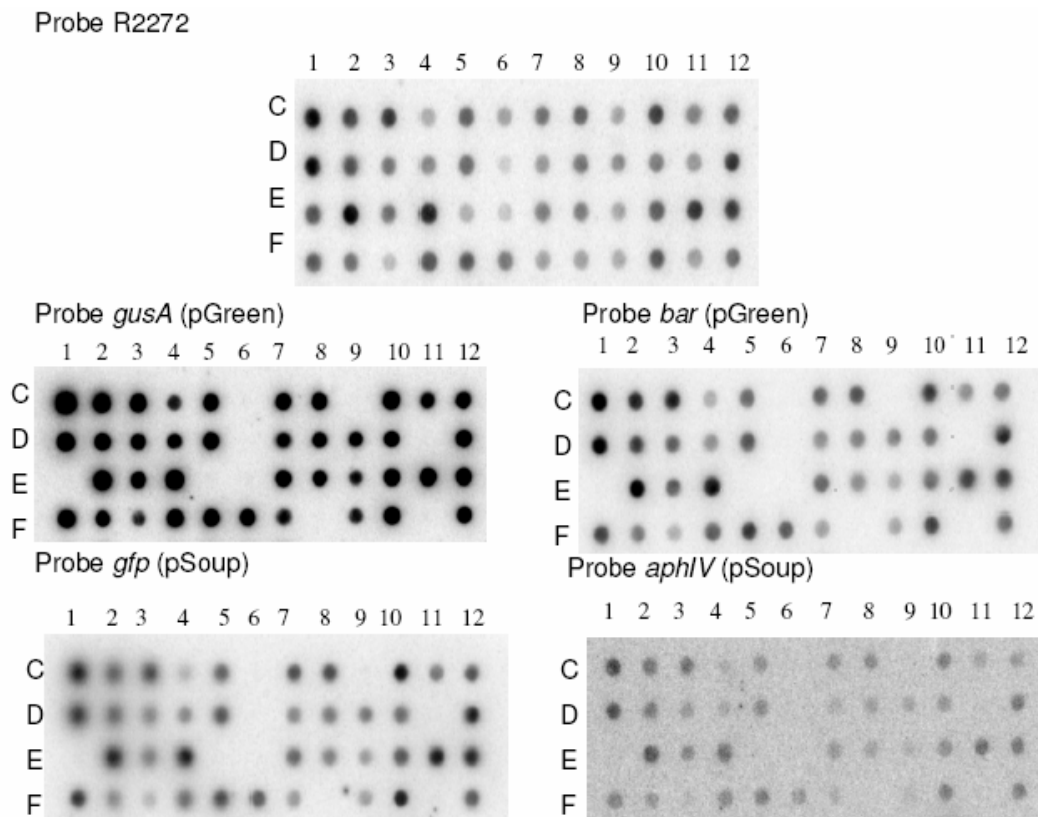 Probe R2272
1 2 3 4 5 6 7 8 9 10 11 12
C
D
E
F
Probe gusA (pGreen)
1 2 3 4 5 6 7 8 9 10 11 12
C
D
E
F
Probe bar (pGreen)
1 2 3 4 5 6 7 8 9 10 11 12
C
D
E
F
Probe gfp (pSoup)
1 2 3 4 5 6 7 8 9 10 11 12
C
D
E
F
Probe aphIV (pSoup)
1 2 3 4 5 6 7 8 9 10 11 12
C
D
E
F